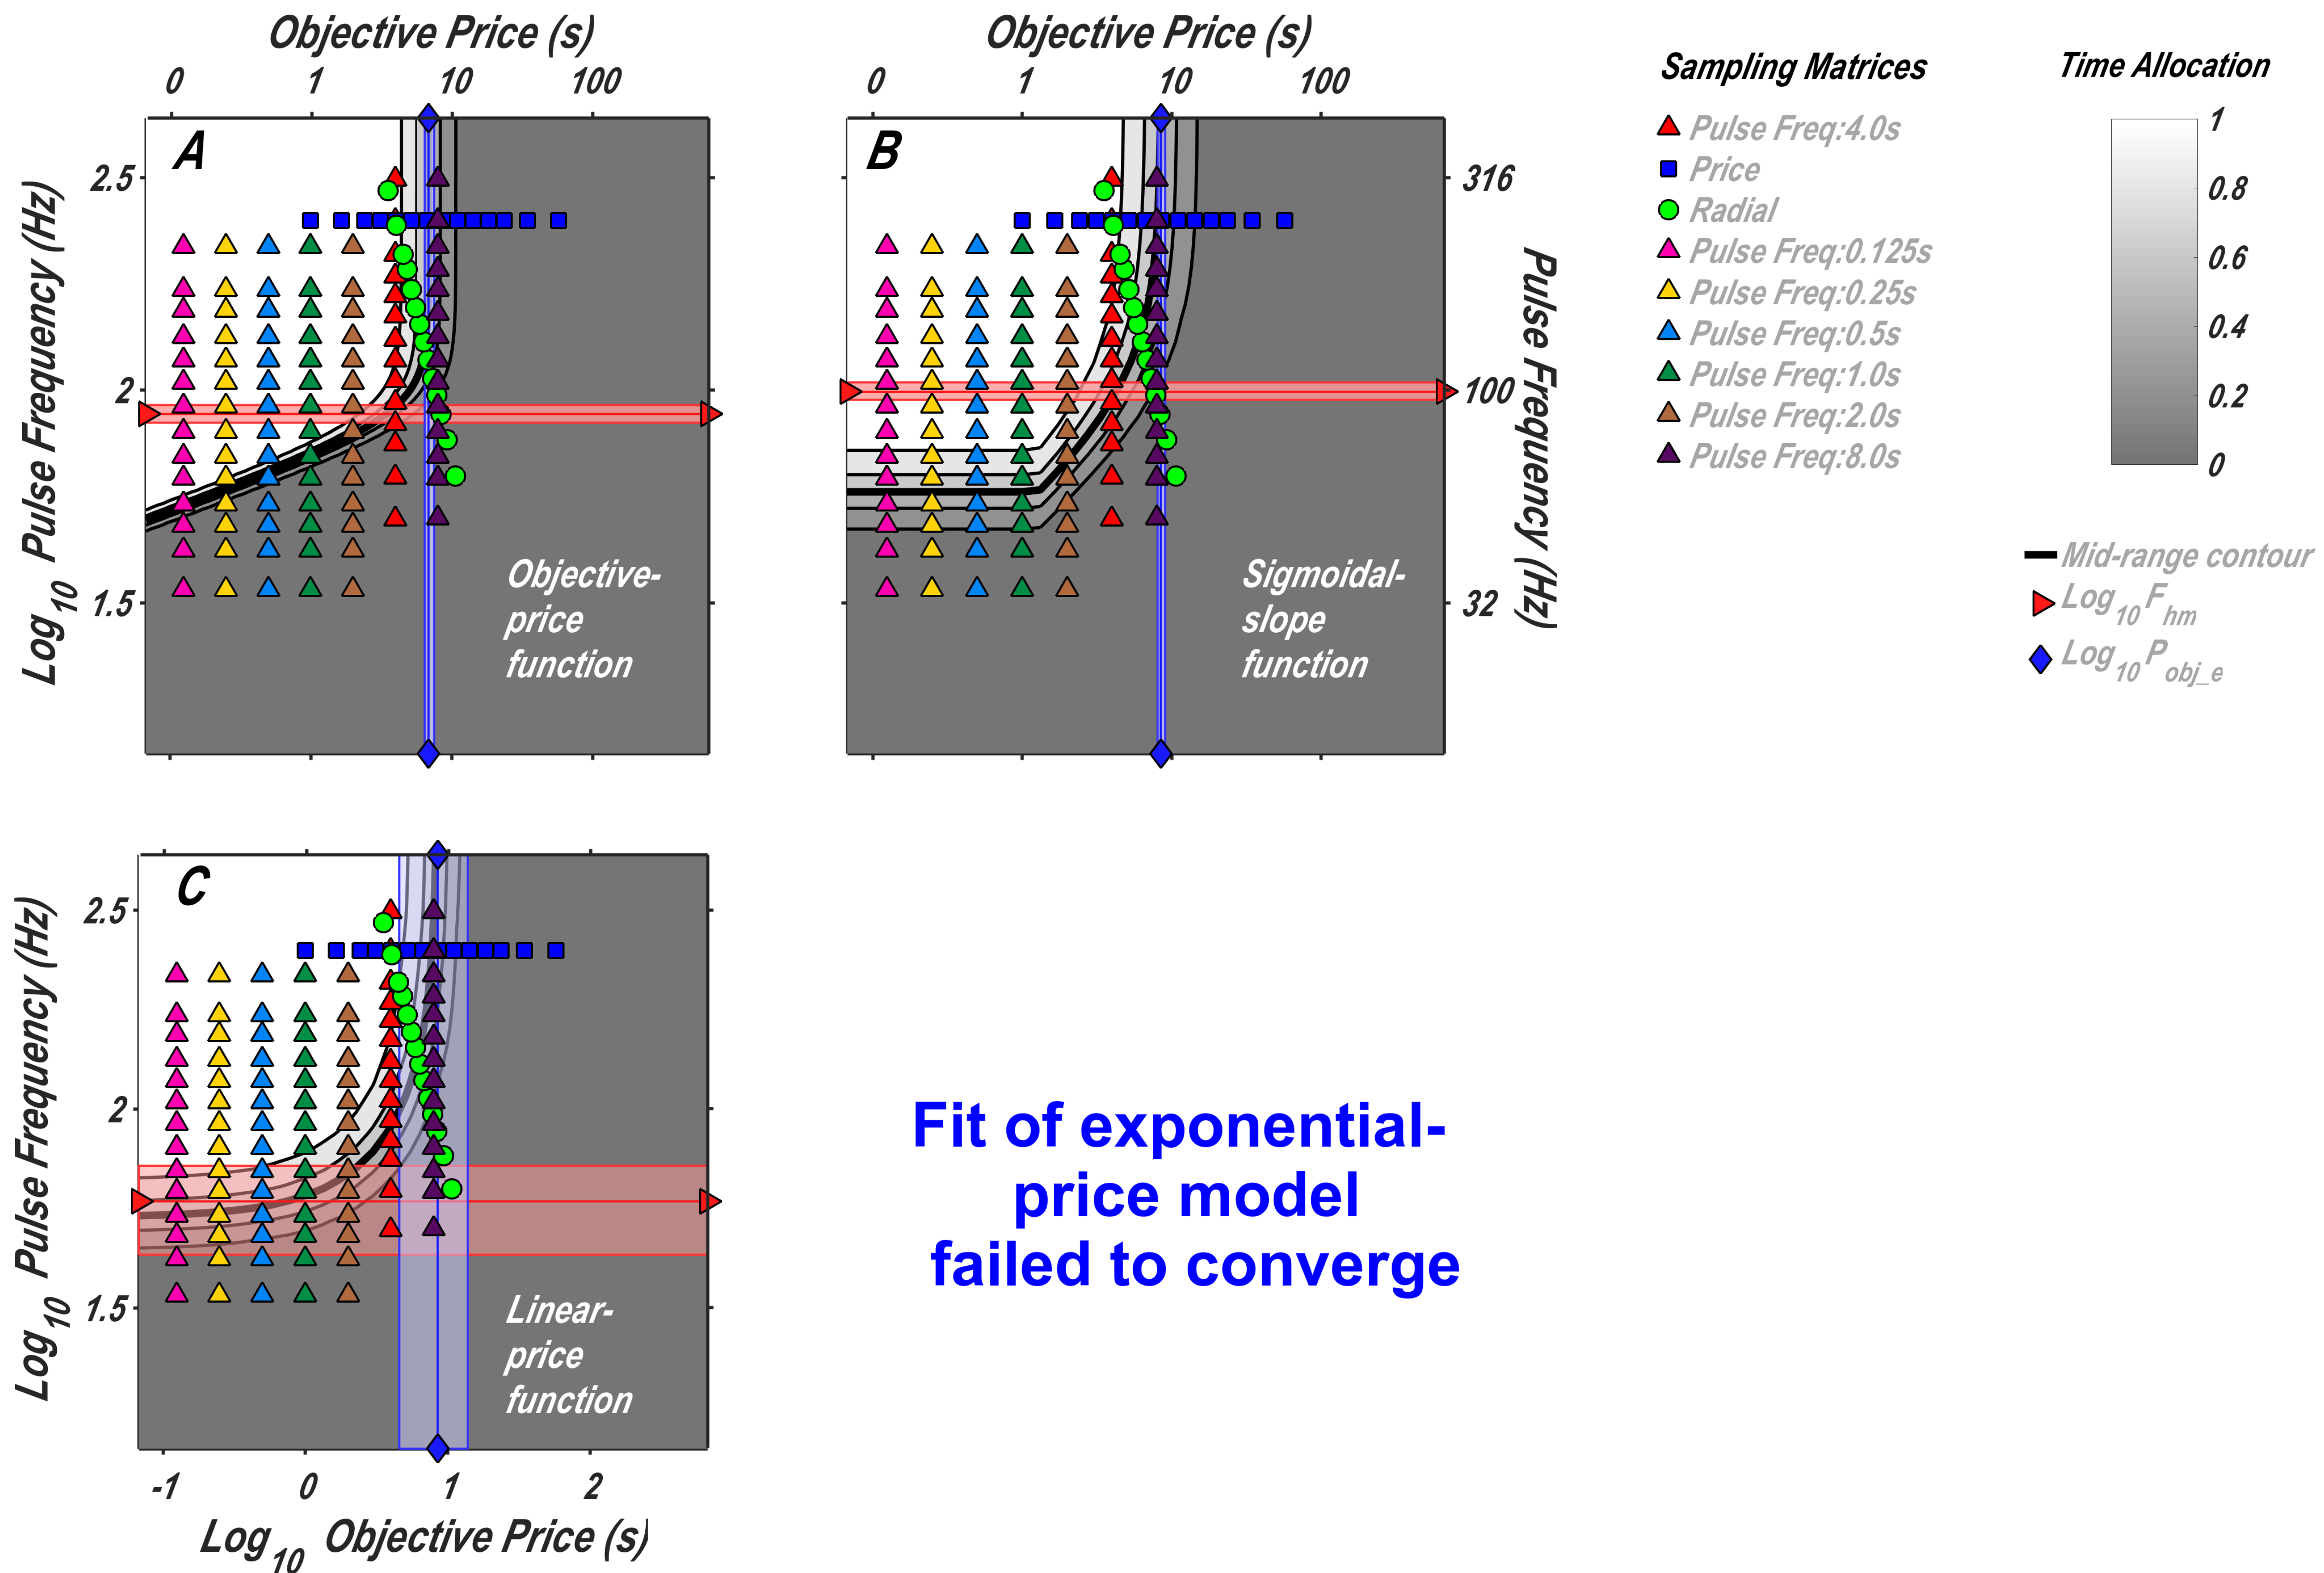 Objective Price (s)
0 1 10 100
Objective Price (s)
0 1 10 100
A
B
Log10 Pulse Frequency (Hz)
2.5
2
1.5
Objective-
price
function
Sigmoidal-
slope
function
316
100
32
Pulse Frequency (Hz)
Sampling Matrices
Pulse Freq:4.0s
Price
Radial
Pulse Freq:0.125s
Pulse Freq:0.25s
Pulse Freq:0.5s
Pulse Freq:1.0s
Pulse Freq:2.0s
Pulse Freq:8.0s
Time Allocation
1
0.8
0.6
0.4
0.2
0
Mid-range contour
Log10 Fhm
Log10 Pobj_e
C
Log10 Pulse Frequency (Hz)
2.5
2
1.5
Linear-
price
function
-1 0 1 2
Log10 Objective Price (s)
Fit of exponential-
price model
failed to converge